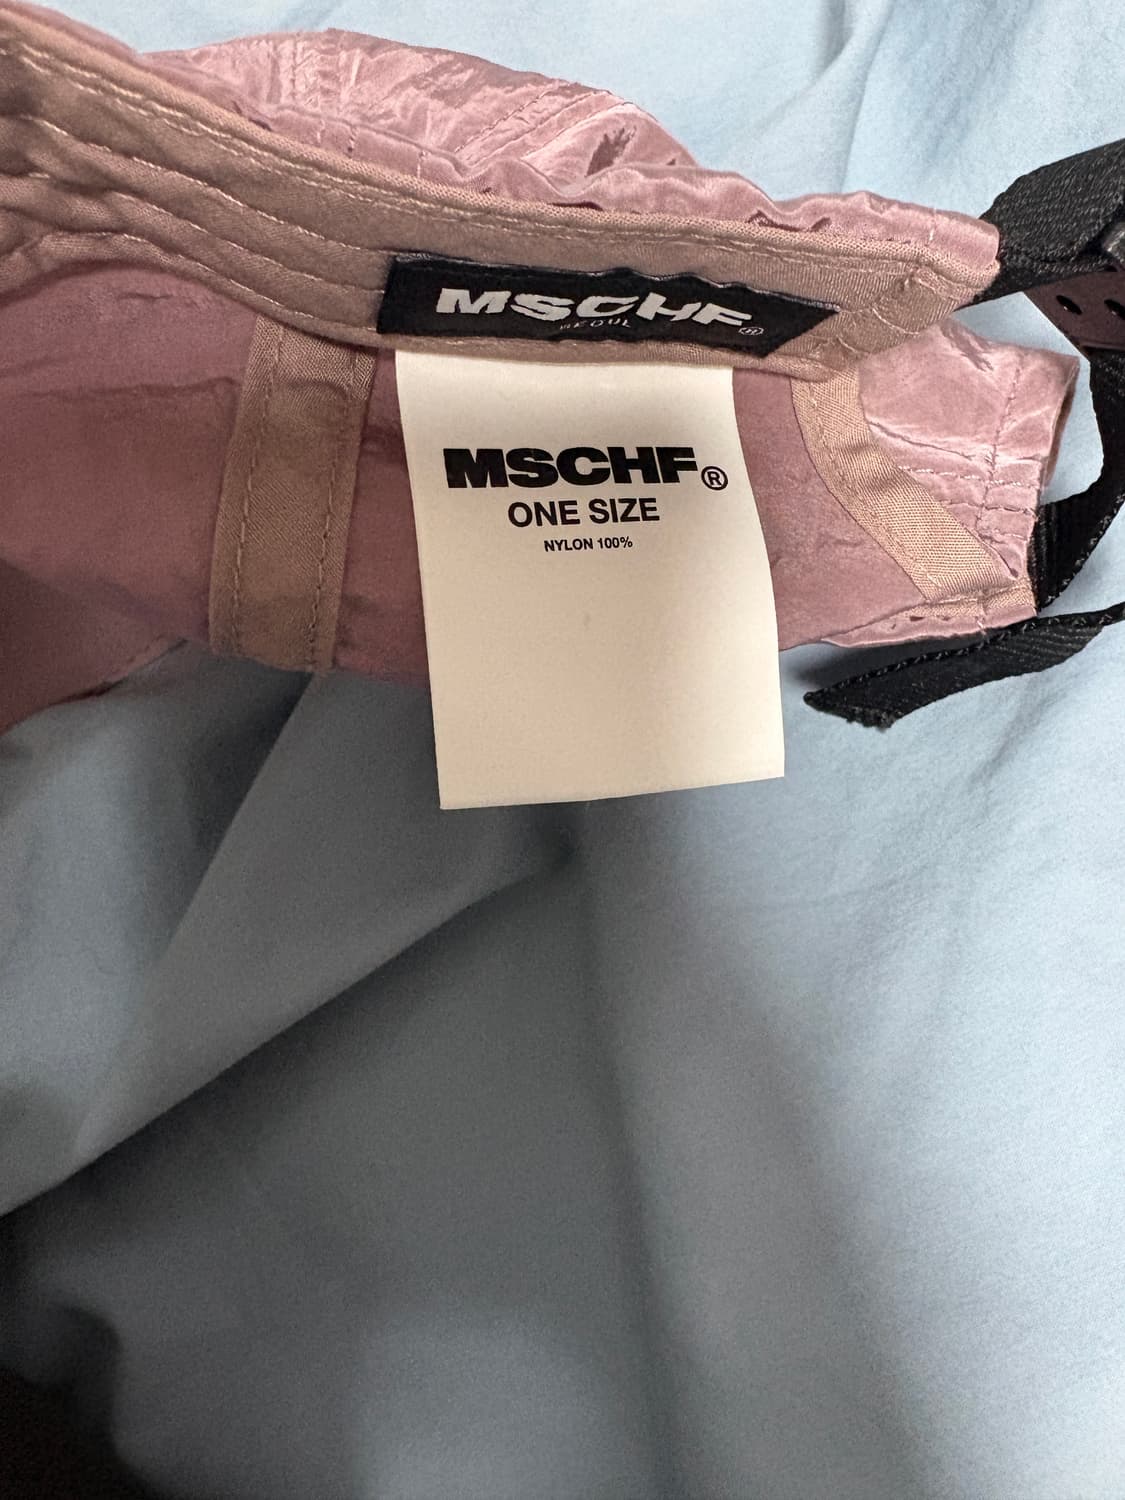 MSCHF®
SEOUL
MSCHF®
ONE SIZE
NYLON 100%